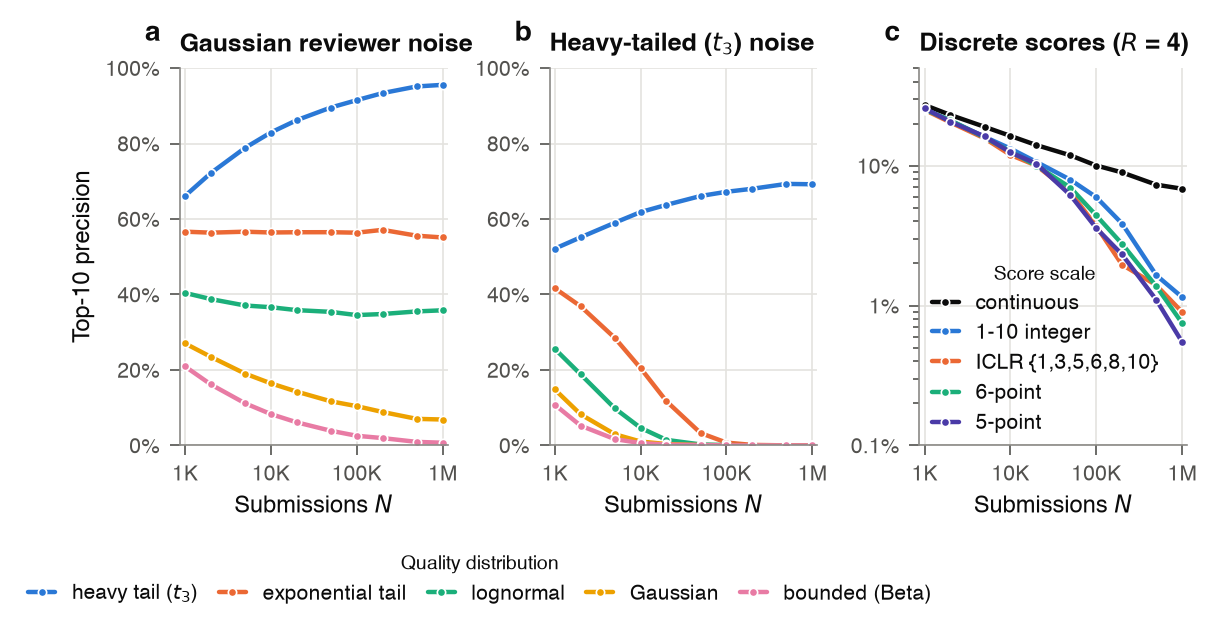 a Gaussian reviewer noise
b Heavy-tailed (t₃) noise
c Discrete scores (R = 4)
Top-10 precision
100%
80%
60%
40%
20%
0%
1K 10K 100K 1M
Submissions N
100%
80%
60%
40%
20%
0%
1K 10K 100K 1M
Submissions N
10%
1%
0.1%
Score scale
continuous
1-10 integer
ICLR {1,3,5,6,8,10}
6-point
5-point
1K 10K 100K 1M
Submissions N
Quality distribution
heavy tail (t₃) exponential tail lognormal Gaussian bounded (Beta)